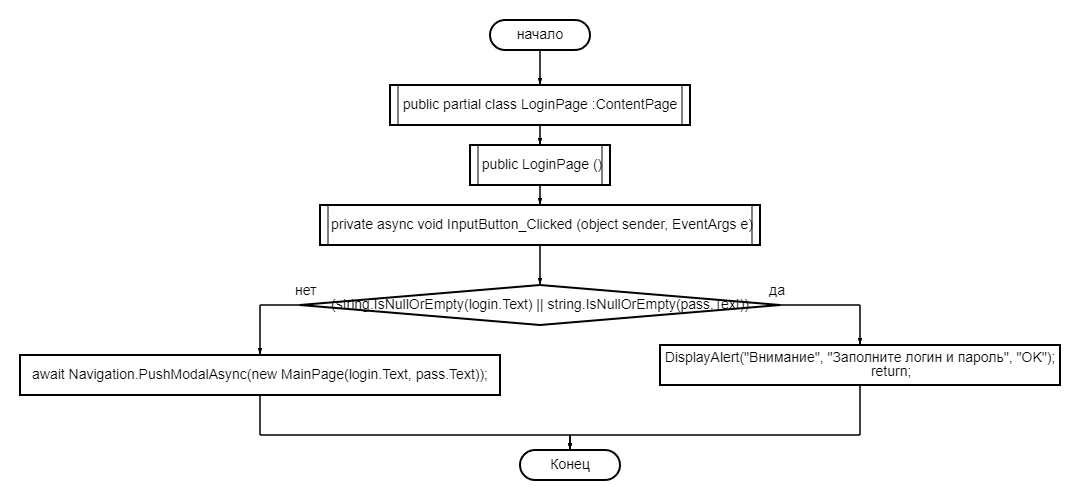 начало
public partial class LoginPage :ContentPage
public LoginPage ()
private async void InputButton_Clicked (object sender, EventArgs e)
нет
да
(string.IsNullOrEmpty(login.Text) || string.IsNullOrEmpty(pass.Text))
await Navigation.PushModalAsync(new MainPage(login.Text, pass.Text));
DisplayAlert("Внимание", "Заполните логин и пароль", "OK");
return;
Конец